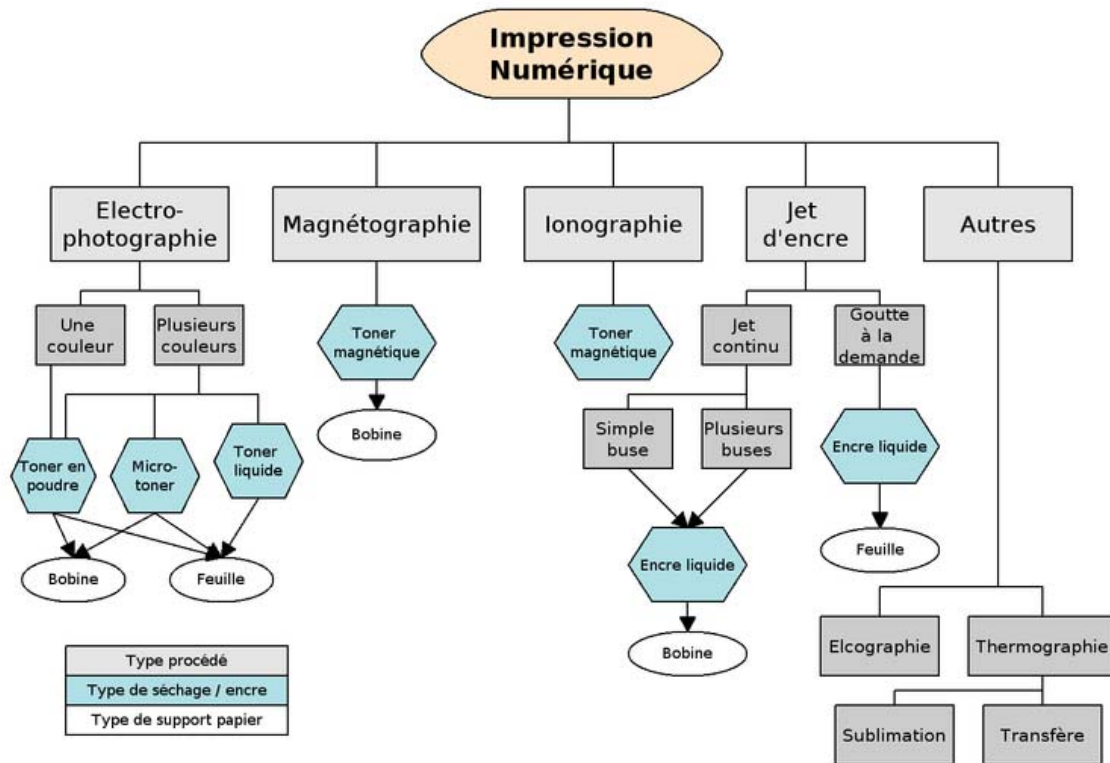 Impression
Numérique
Electro-
photographie
Magnétographie
Ionographie
Jet
d'encre
Autres
Une
couleur
Plusieurs
couleurs
Toner
magnétique
Toner
magnétique
Jet
continu
Goutte
à la
demande
Bobine
Simple
buse
Plusieurs
buses
Encre liquide
Toner en
poudre
Micro-
toner
Toner
liquide
Encre liquide
Feuille
Bobine
Feuille
Bobine
Elcographie
Thermographie
Sublimation
Transfère
Type procédé
Type de séchage / encre
Type de support papier